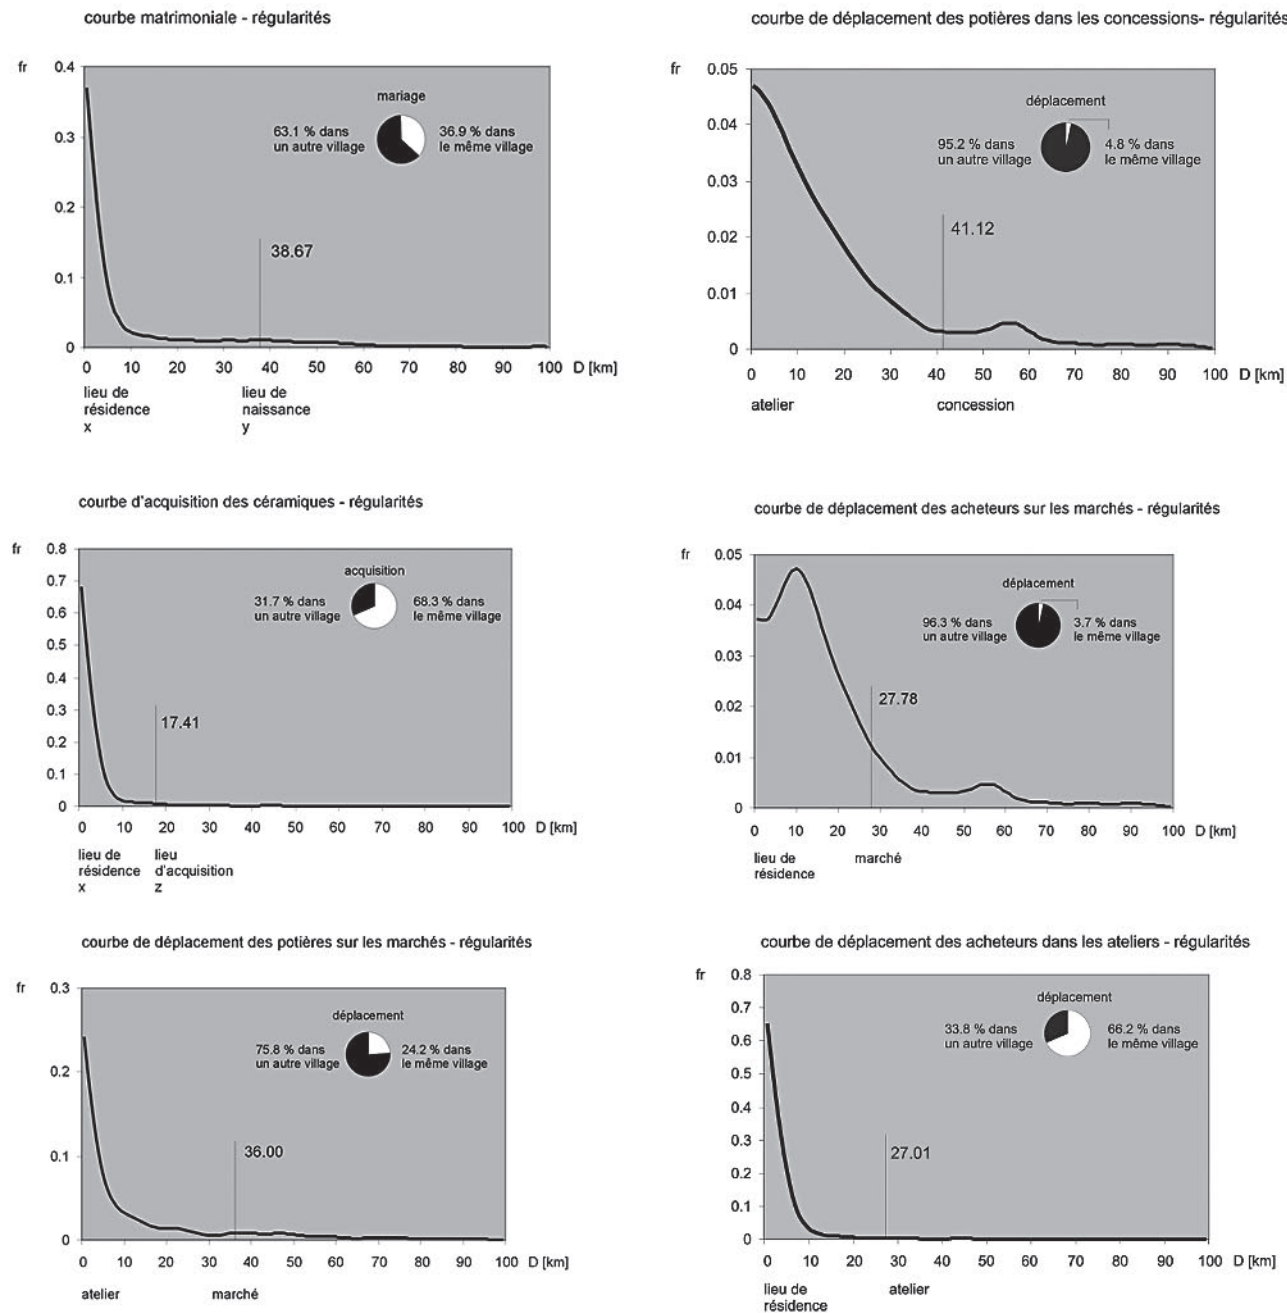 courbe matrimoniale - régularités
fr
0.4
0.3
0.2
0.1
0
mariage
63.1 % dans
un autre village
36.9 % dans
le même village
38.67
0 10 20 30 40 50 60 70 80 90 100 D [km]
lieu de
résidence
x
lieu de
naissance
y
courbe de déplacement des potières dans les concessions- régularités
fr
0.05
0.04
0.03
0.02
0.01
0
déplacement
95.2 % dans
un autre village
4.8 % dans
le même village
41.12
0 10 20 30 40 50 60 70 80 90 100 D [km]
atelier
concession
courbe d'acquisition des céramiques - régularités
fr
0.8
0.7
0.6
0.5
0.4
0.3
0.2
0.1
0
acquisition
31.7 % dans
un autre village
68.3 % dans
le même village
17.41
0 10 20 30 40 50 60 70 80 90 100 D [km]
lieu de
résidence
x
lieu
d'acquisition
z
courbe de déplacement des acheteurs sur les marchés - régularités
fr
0.05
0.04
0.03
0.02
0.01
0
déplacement
96.3 % dans
un autre village
3.7 % dans
le même village
27.78
0 10 20 30 40 50 60 70 80 90 100 D [km]
lieu de
résidence
marché
courbe de déplacement des potières sur les marchés - régularités
fr
0.3
0.2
0.1
0
déplacement
75.8 % dans
un autre village
24.2 % dans
le même village
36.00
0 10 20 30 40 50 60 70 80 90 100 D [km]
atelier
marché
courbe de déplacement des acheteurs dans les ateliers - régularités
fr
0.8
0.7
0.6
0.5
0.4
0.3
0.2
0.1
0
déplacement
33.8 % dans
un autre village
66.2 % dans
le même village
27.01
0 10 20 30 40 50 60 70 80 90 100 D [km]
lieu de
résidence
atelier